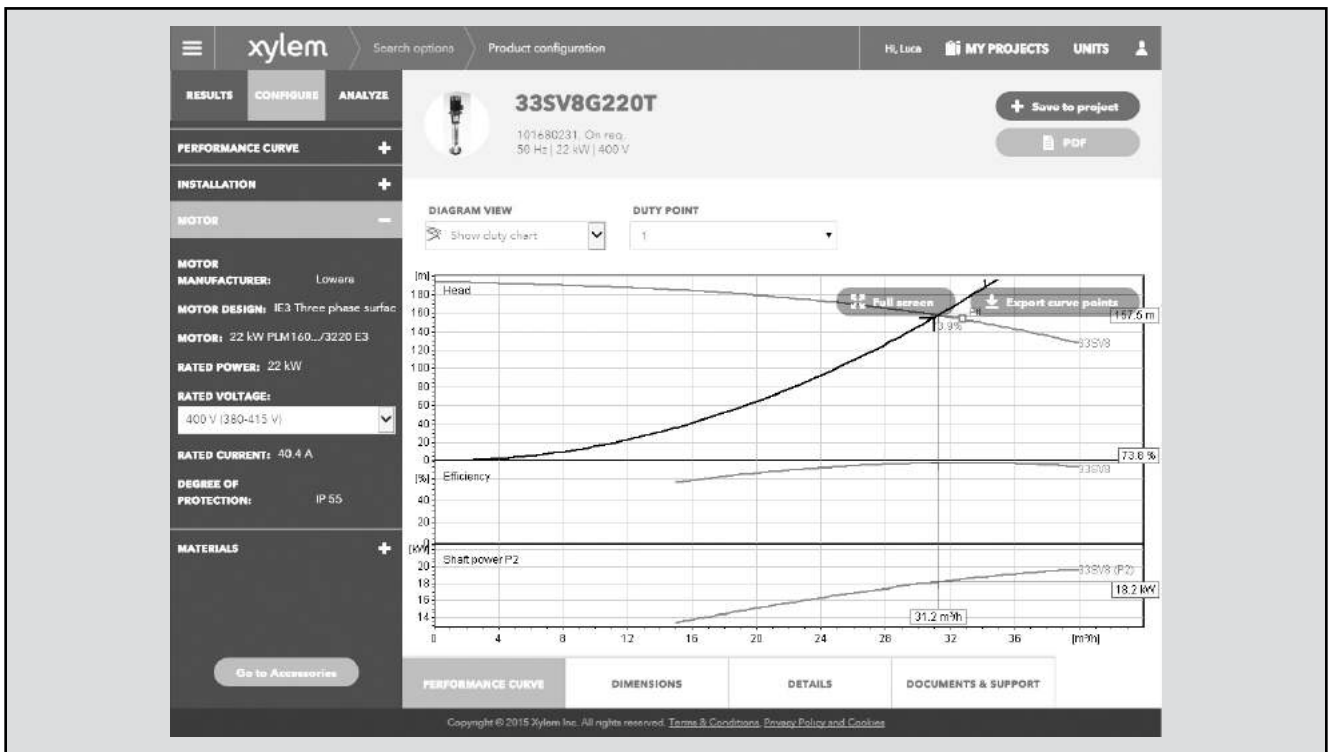 xylem
Search options
Product configuration
Hi, Luca
MY PROJECTS
UNITS
RESULTS
CONFIGURE
ANALYZE
PERFORMANCE CURVE
INSTALLATION
MOTOR
MOTOR
MANUFACTURER: Lowara
MOTOR DESIGN: IE3 Three phase surfac
MOTOR: 22 kW PLM160.../3220 E3
RATED POWER: 22 kW
RATED VOLTAGE:
400 V (380-415 V)
RATED CURRENT: 40.4 A
DEGREE OF
PROTECTION: IP 55
MATERIALS
Go to Accessories
33SV8G220T
101680231, On req.
50 Hz | 22 kW | 400 V
+ Save to project
PDF
DIAGRAM VIEW
DUTY POINT
Show duty chart
1
[m]
Head
180
160
140
120
100
80
60
40
20
0
Full screen
Export curve points
157.5 m
33SV8
[%]
Efficiency
73.8 %
33SV8
40
20
0
[kW]
Shaft power P2
20
18
16
14
33SV8 (P2)
18.2 kW
31.2 m³/h
0 4 8 12 16 20 24 28 32 36 [m³/h]
PERFORMANCE CURVE
DIMENSIONS
DETAILS
DOCUMENTS & SUPPORT
Copyright © 2015 Xylem Inc. All rights reserved. Terms & Conditions. Privacy Policy and Cookies